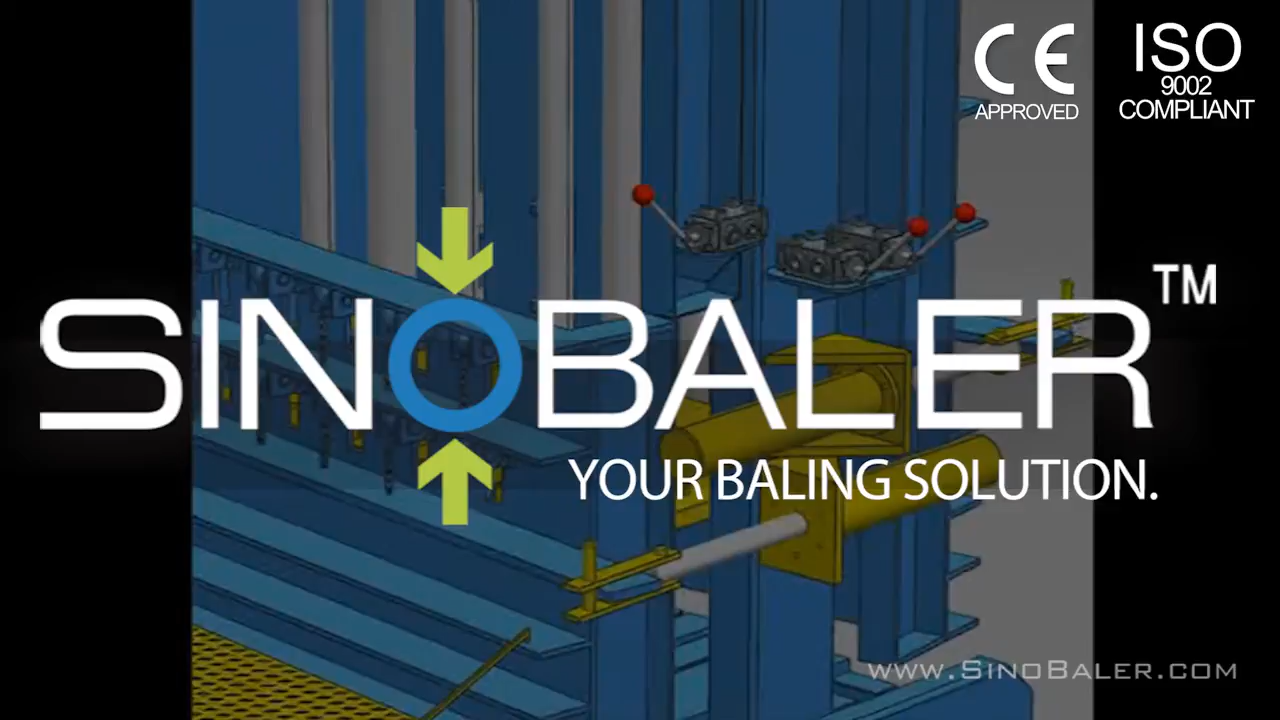 CE
APPROVED
ISO
9002
COMPLIANT
SINOBALER™
YOUR BALING SOLUTION.
www.SinoBaler.com